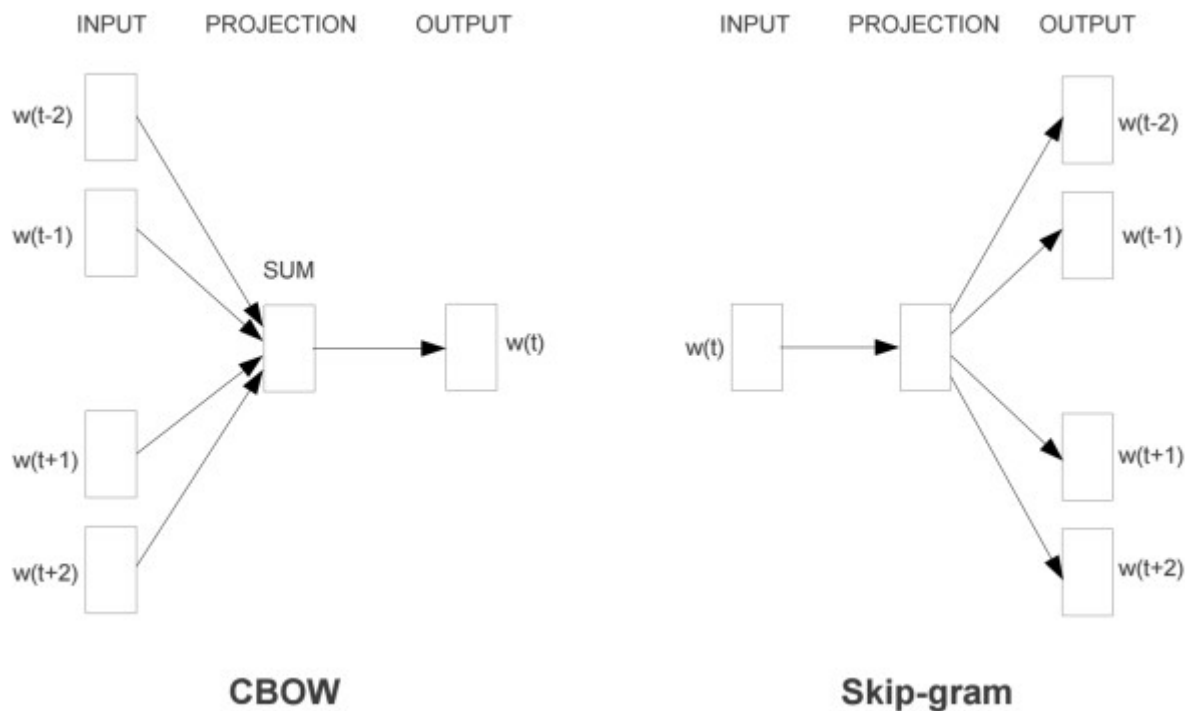 INPUT PROJECTION OUTPUT
w(t-2)
w(t-1)
SUM
w(t)
w(t+1)
w(t+2)
CBOW
INPUT PROJECTION OUTPUT
w(t-2)
w(t-1)
w(t)
w(t+1)
w(t+2)
Skip-gram